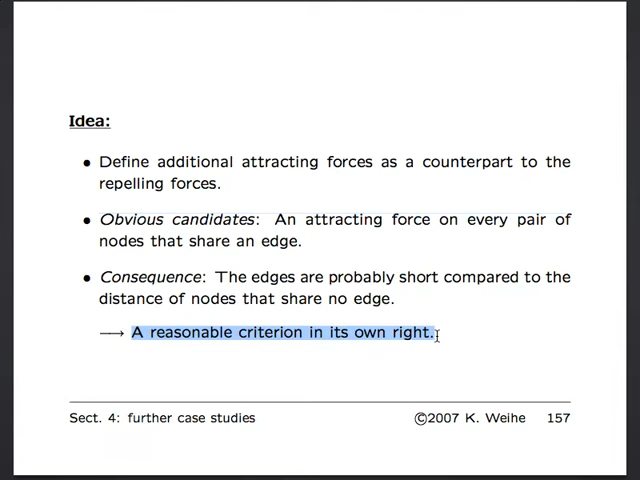 Idea:
• Define additional attracting forces as a counterpart to the
repelling forces.
• Obvious candidates: An attracting force on every pair of
nodes that share an edge.
• Consequence: The edges are probably short compared to the
distance of nodes that share no edge.
⟶ A reasonable criterion in its own right.
Sect. 4: further case studies ©2007 K. Weihe 157